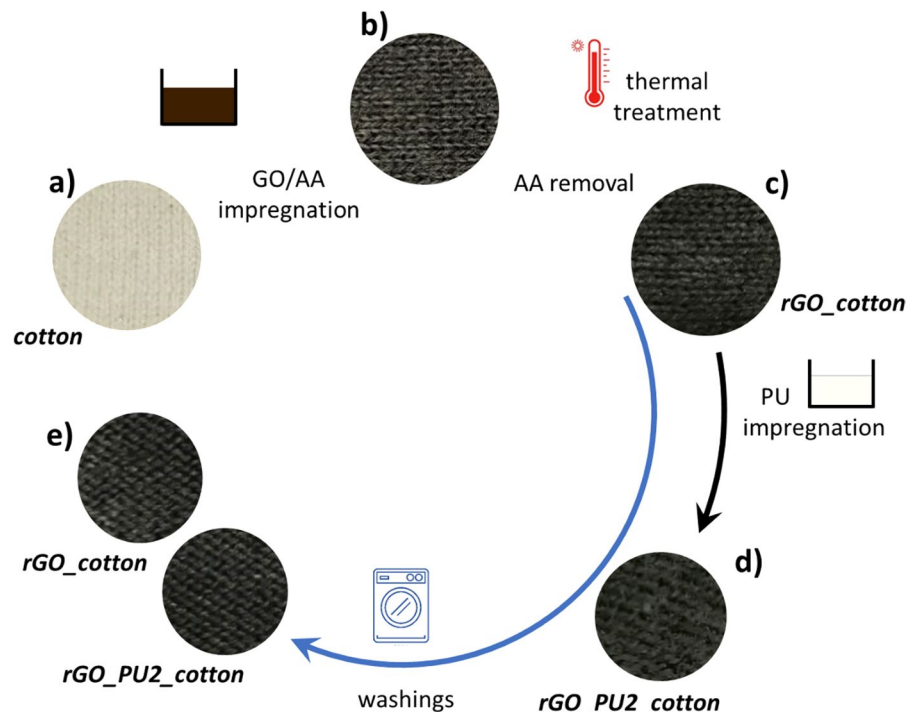 b)
thermal
treatment
a)
GO/AA
impregnation
AA removal
c)
cotton
rGO_cotton
PU
impregnation
e)
rGO_cotton
d)
rGO_PU2_cotton
washings
rGO_PU2_cotton